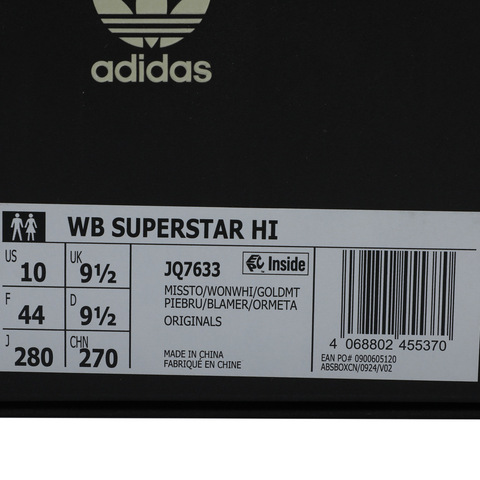 adidas
WB SUPERSTAR HI
US 10
UK 9½
F 44
D 9½
J 280
CHN 270
JQ7633
Inside
MISSTO/WONWHI/GOLDMT
PIEBRU/BLAMER/ORMETA
ORIGINALS
MADE IN CHINA
FABRIQUÉ EN CHINE
4 068802 455370
EAN PO# 0900605120
ABSBOXCN/0924/V02